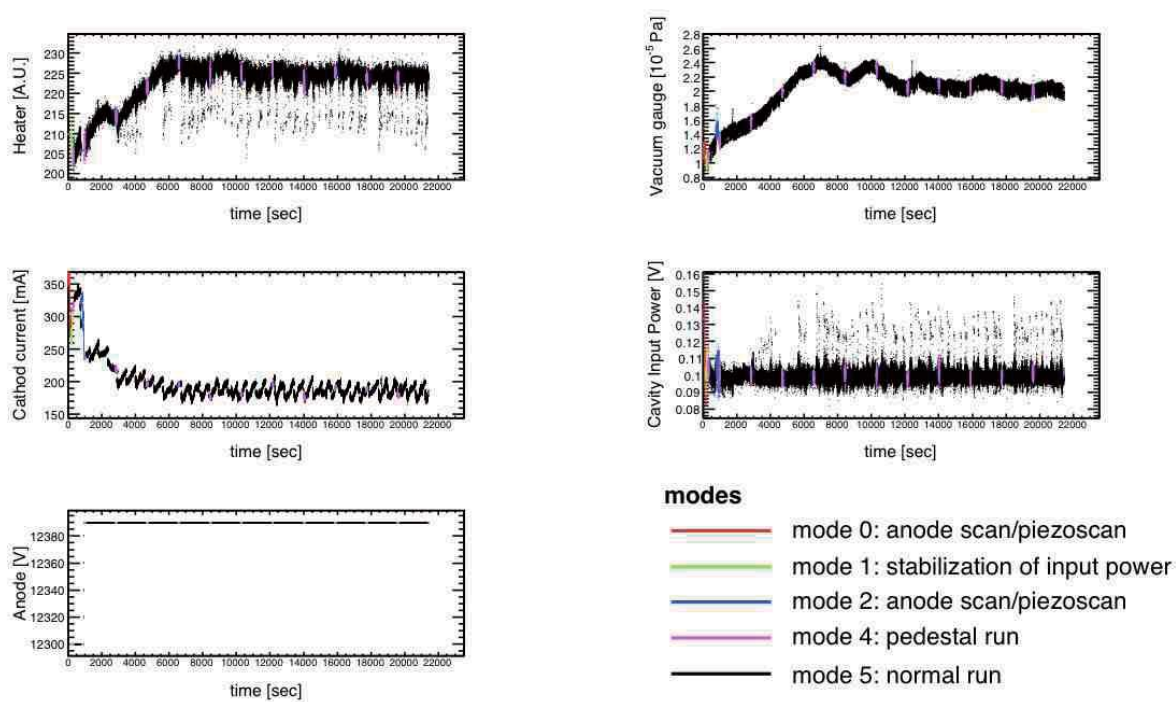 Heater [A.U.]
230
225
220
215
210
205
200
0 2000 4000 6000 8000 10000 12000 14000 16000 18000 20000 22000
time [sec]
Vacuum gauge [10⁻⁵ Pa]
2.8
2.6
2.4
2.2
2
1.8
1.6
1.4
1.2
1
0.8
0 2000 4000 6000 8000 10000 12000 14000 16000 18000 20000 22000
time [sec]
Cathod current [mA]
350
300
250
200
150
0 2000 4000 6000 8000 10000 12000 14000 16000 18000 20000 22000
time [sec]
Cavity Input Power [V]
0.16
0.15
0.14
0.13
0.12
0.11
0.1
0.09
0.08
0 2000 4000 6000 8000 10000 12000 14000 16000 18000 20000 22000
time [sec]
Anode [V]
12380
12360
12340
12320
12300
0 2000 4000 6000 8000 10000 12000 14000 16000 18000 20000 22000
time [sec]
modes
mode 0: anode scan/piezoscan
mode 1: stabilization of input power
mode 2: anode scan/piezoscan
mode 4: pedestal run
mode 5: normal run